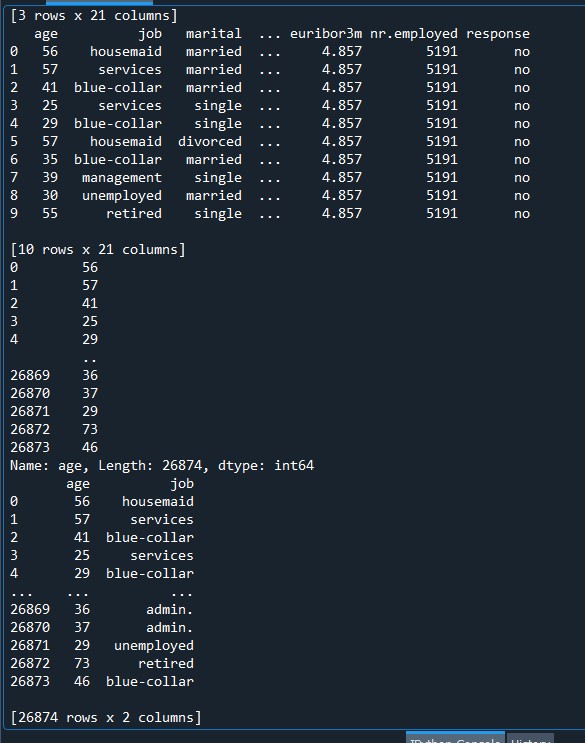 [3 rows x 21 columns]
   age          job   marital  ... euribor3m nr.employed response
0   56    housemaid   married  ...     4.857        5191       no
1   57     services   married  ...     4.857        5191       no
2   41  blue-collar   married  ...     4.857        5191       no
3   25     services    single  ...     4.857        5191       no
4   29  blue-collar    single  ...     4.857        5191       no
5   57    housemaid  divorced  ...     4.857        5191       no
6   35  blue-collar   married  ...     4.857        5191       no
7   39   management    single  ...     4.857        5191       no
8   30   unemployed   married  ...     4.857        5191       no
9   55      retired    single  ...     4.857        5191       no
[10 rows x 21 columns]
0        56
1        57
2        41
3        25
4        29
         ..
26869    36
26870    37
26871    29
26872    73
26873    46
Name: age, Length: 26874, dtype: int64
       age          job
0       56    housemaid
1       57     services
2       41  blue-collar
3       25     services
4       29  blue-collar
...    ...          ...
26869   36       admin.
26870   37       admin.
26871   29   unemployed
26872   73      retired
26873   46  blue-collar
[26874 rows x 2 columns]
IPython Console History